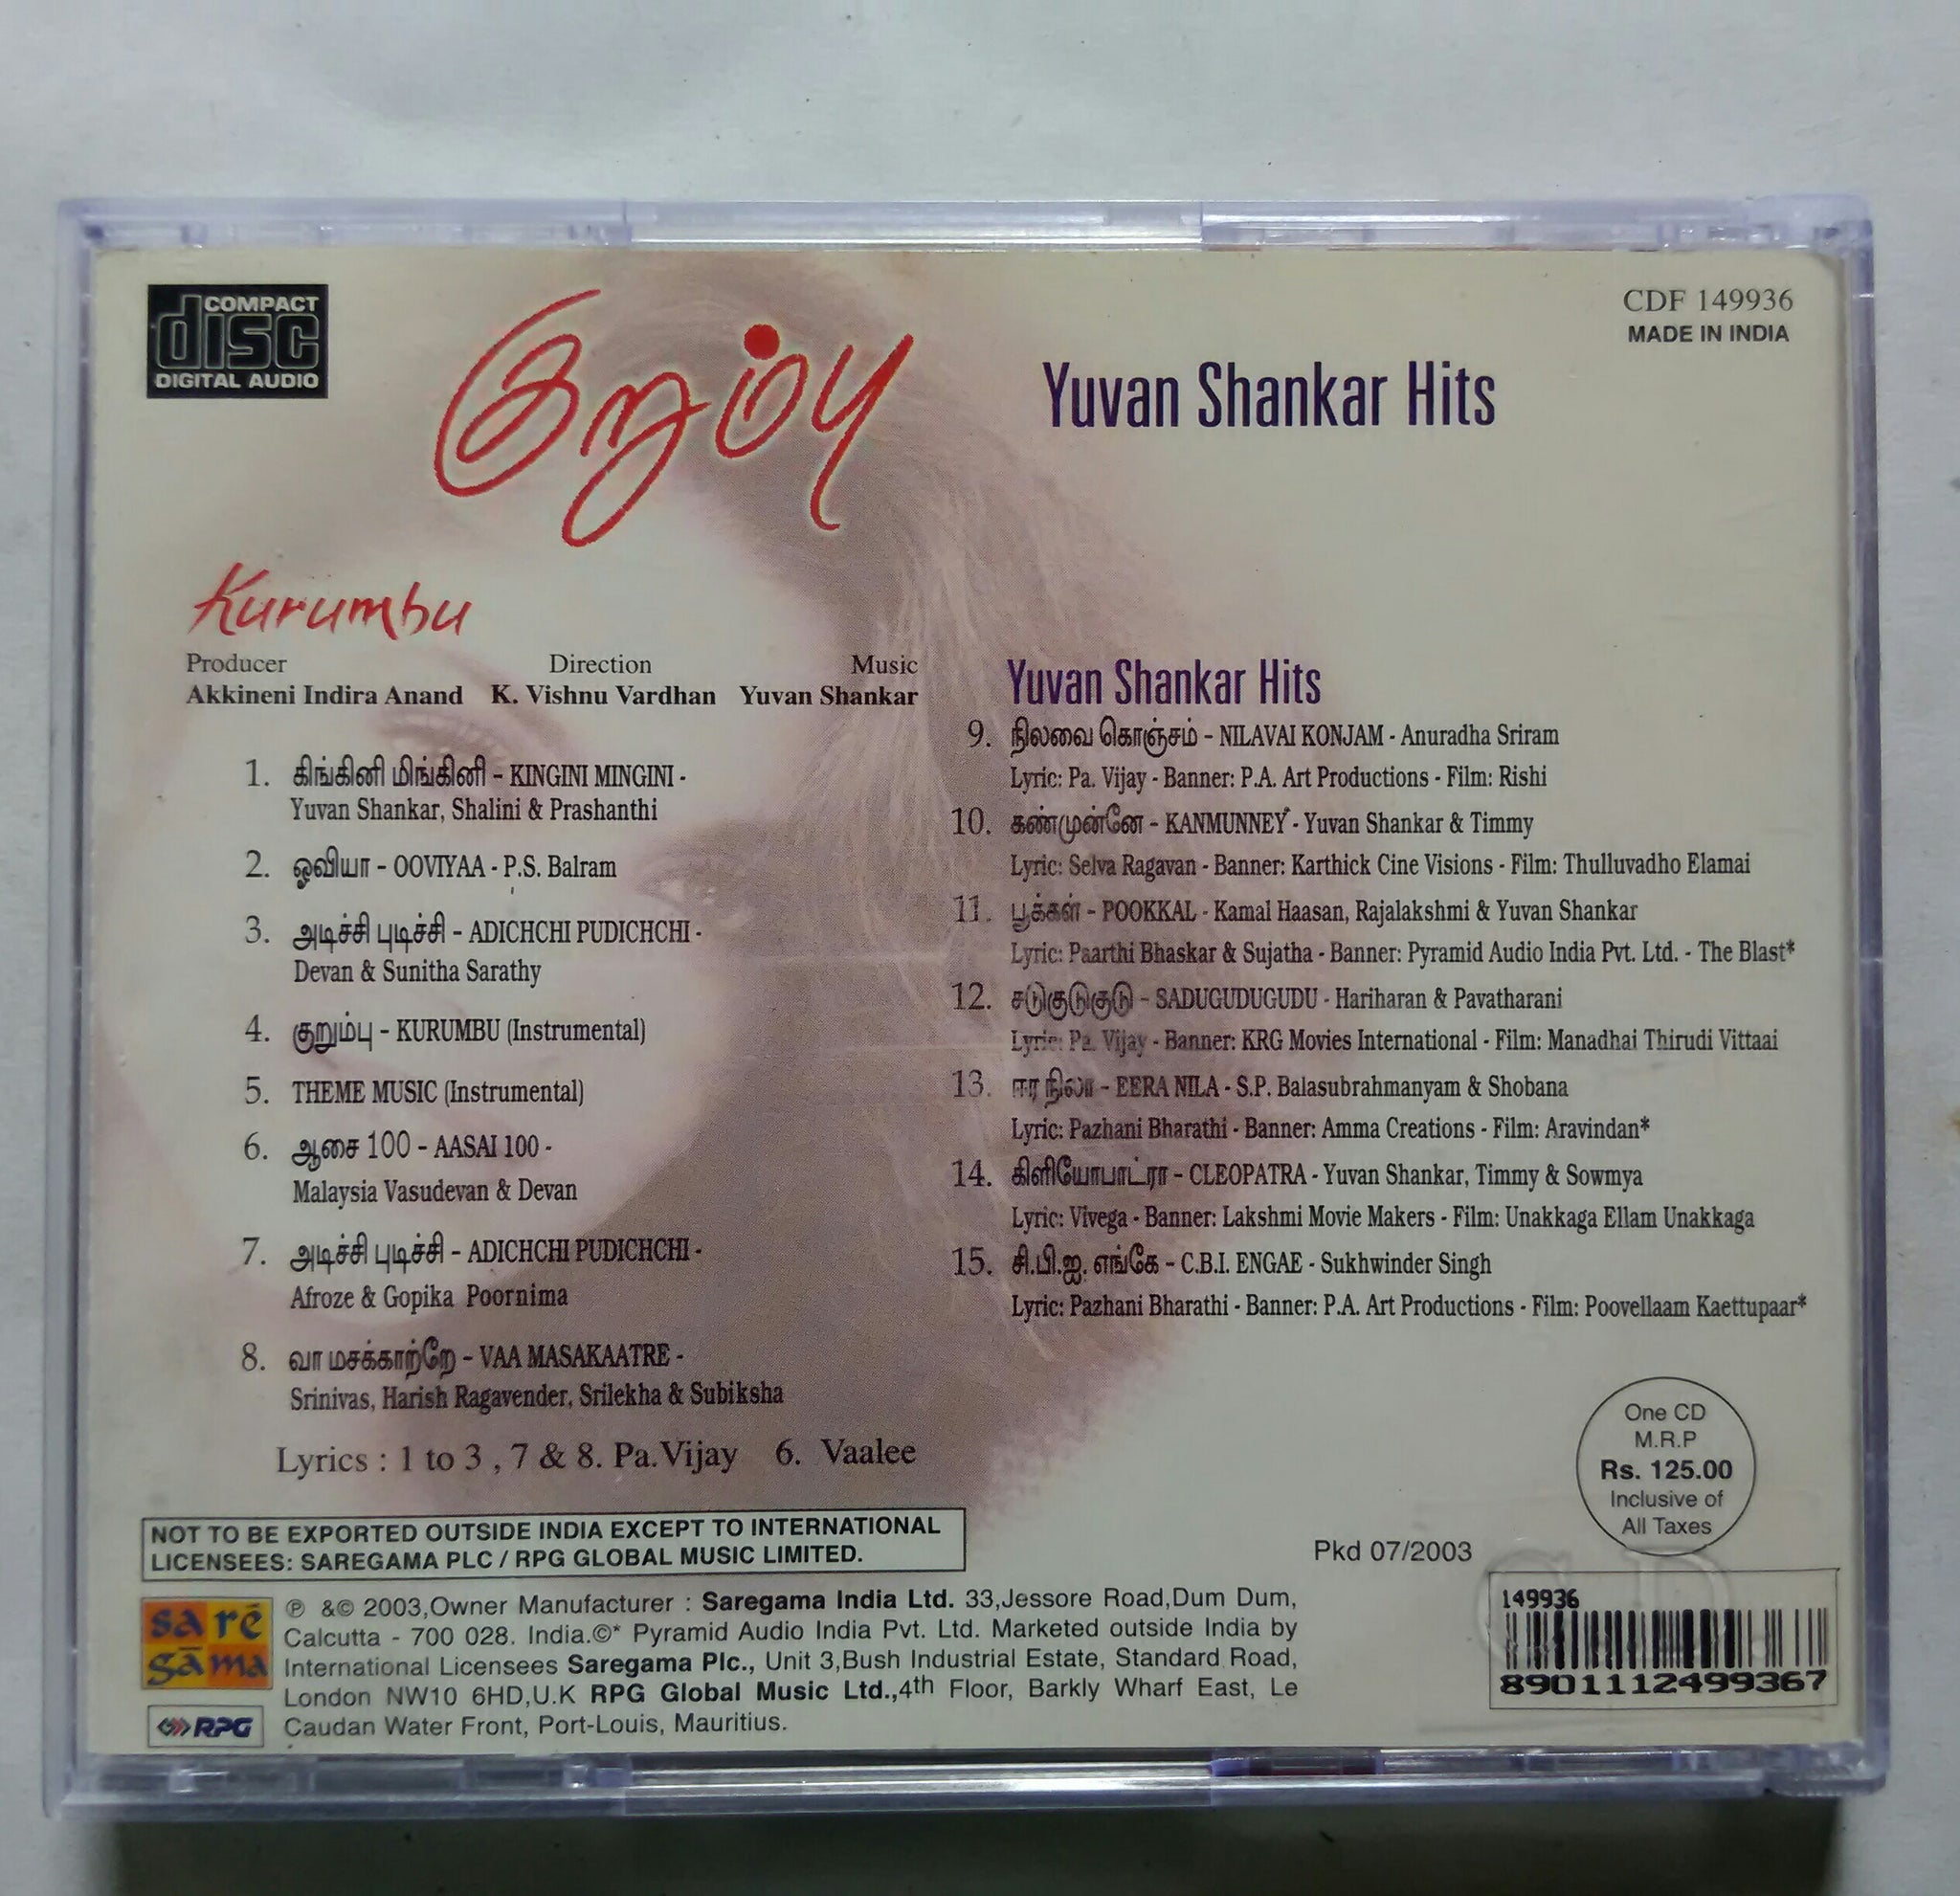 COMPACT
disc
DIGITAL AUDIO
குறும்பு
Yuvan Shankar Hits
CDF 149936
MADE IN INDIA
Kurumbu
Producer Direction Music
Akkineni Indira Anand K. Vishnu Vardhan Yuvan Shankar
1. கிங்கினி மிங்கினி - KINGINI MINGINI -
Yuvan Shankar, Shalini & Prashanthi
2. ஓவியா - OOVIYAA - P.S. Balram
3. அடிச்சி புடிச்சி - ADICHCHI PUDICHCHI -
Devan & Sunitha Sarathy
4. குறும்பு - KURUMBU (Instrumental)
5. THEME MUSIC (Instrumental)
6. ஆசை 100 - AASAI 100 -
Malaysia Vasudevan & Devan
7. அடிச்சி புடிச்சி - ADICHCHI PUDICHCHI -
Afroze & Gopika Poornima
8. வா மசக்காற்றே - VAA MASAKAATRE -
Srinivas, Harish Ragavender, Srilekha & Subiksha
Lyrics : 1 to 3 , 7 & 8. Pa.Vijay 6. Vaalee
Yuvan Shankar Hits
9. நிலவை கொஞ்சம் - NILAVAI KONJAM - Anuradha Sriram
Lyric: Pa. Vijay - Banner: P.A. Art Productions - Film: Rishi
10. கண்முன்னே - KANMUNNEY - Yuvan Shankar & Timmy
Lyric: Selva Ragavan - Banner: Karthick Cine Visions - Film: Thulluvadho Elamai
11. பூக்கள் - POOKKAL - Kamal Haasan, Rajalakshmi & Yuvan Shankar
Lyric: Paarthi Bhaskar & Sujatha - Banner: Pyramid Audio India Pvt. Ltd. - The Blast*
12. சடுகுடுகுடு - SADUGUDUGUDU - Hariharan & Pavatharani
Lyric: Pa. Vijay - Banner: KRG Movies International - Film: Manadhai Thirudi Vittaai
13. ஈர நிலா - EERA NILA - S.P. Balasubrahmanyam & Shobana
Lyric: Pazhani Bharathi - Banner: Amma Creations - Film: Aravindan*
14. கிளியோபாட்ரா - CLEOPATRA - Yuvan Shankar, Timmy & Sowmya
Lyric: Vivega - Banner: Lakshmi Movie Makers - Film: Unakkaga Ellam Unakkaga
15. சி.பி.ஐ. எங்கே - C.B.I. ENGAE - Sukhwinder Singh
Lyric: Pazhani Bharathi - Banner: P.A. Art Productions - Film: Poovellaam Kaettupaar*
One CD
M.R.P
Rs. 125.00
Inclusive of
All Taxes
NOT TO BE EXPORTED OUTSIDE INDIA EXCEPT TO INTERNATIONAL
LICENSEES: SAREGAMA PLC / RPG GLOBAL MUSIC LIMITED.
Pkd 07/2003
sa rē
gā ma
RPG
℗ &© 2003,Owner Manufacturer : Saregama India Ltd. 33,Jessore Road,Dum Dum,
Calcutta - 700 028. India.©* Pyramid Audio India Pvt. Ltd. Marketed outside India by
International Licensees Saregama Plc., Unit 3,Bush Industrial Estate, Standard Road,
London NW10 6HD,U.K RPG Global Music Ltd.,4th Floor, Barkly Wharf East, Le
Caudan Water Front, Port-Louis, Mauritius.
149936
8901112499367